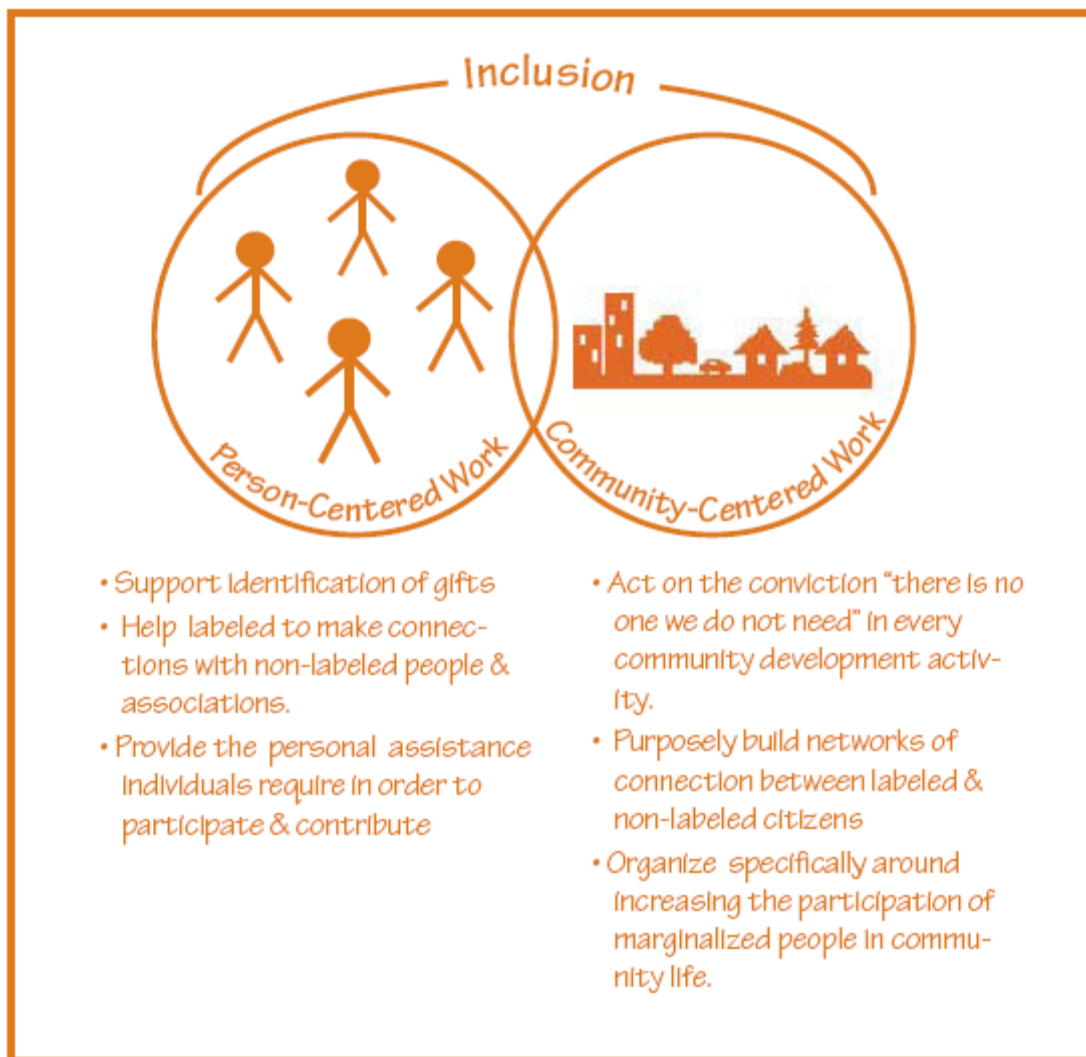 Inclusion
Person-Centered Work
Community-Centered Work
• Support identification of gifts
• Help labeled to make connec-
tions with non-labeled people &
associations.
• Provide the personal assistance
individuals require in order to
participate & contribute
• Act on the conviction “there is no
one we do not need” in every
community development activ-
ity.
• Purposely build networks of
connection between labeled &
non-labeled citizens
• Organize specifically around
increasing the participation of
marginalized people in commu-
nity life.